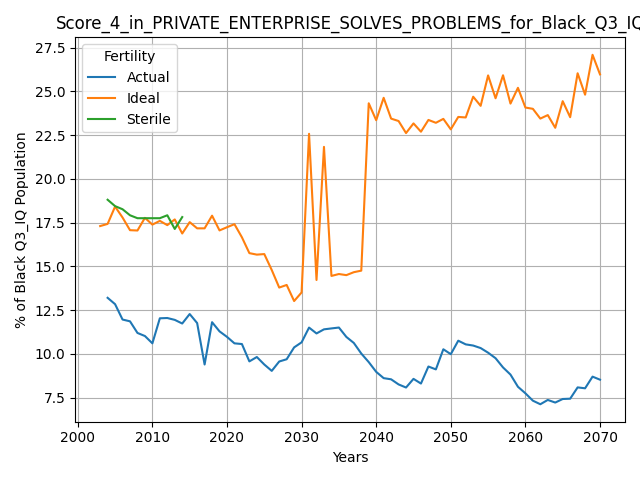 Score_4_in_PRIVATE_ENTERPRISE_SOLVES_PROBLEMS_for_Black_Q3_IQ
Fertility
Actual
Ideal
Sterile
27.5
25.0
22.5
20.0
17.5
15.0
12.5
10.0
7.5
% of Black Q3_IQ Population
2000 2010 2020 2030 2040 2050 2060 2070
Years